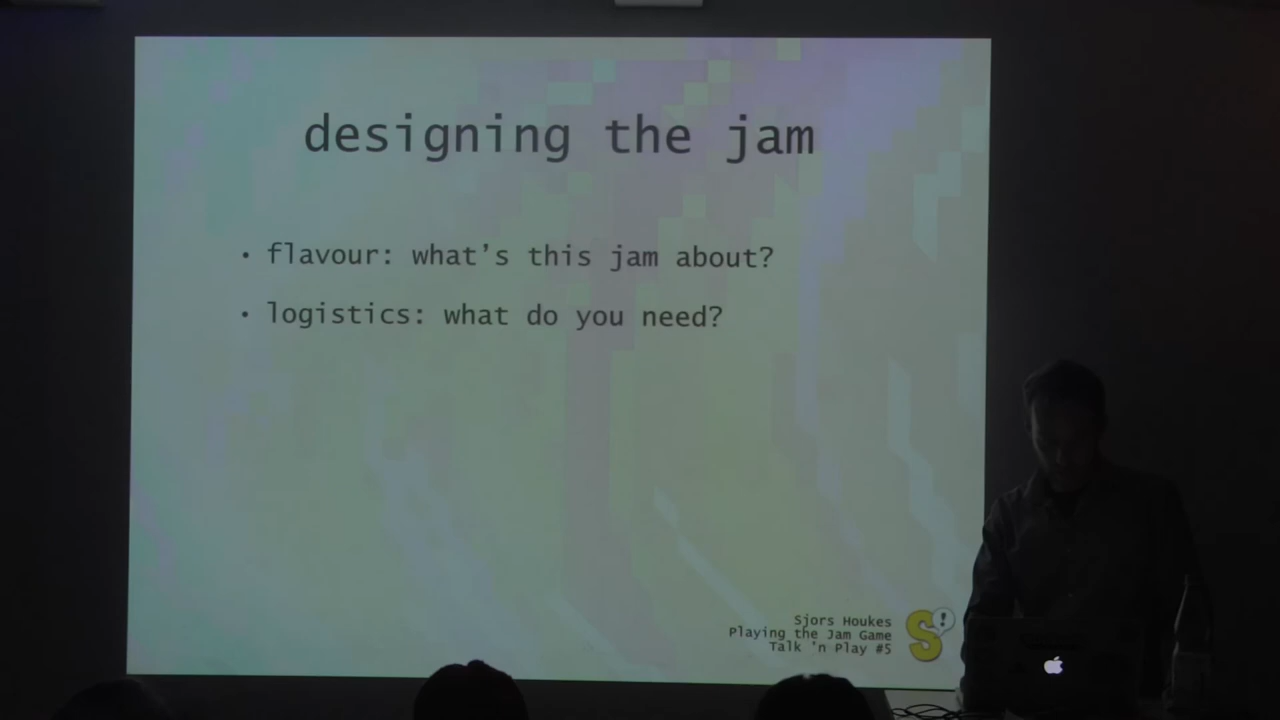 designing the jam
• flavour: what’s this jam about?
• logistics: what do you need?
Sjors Houkes
Playing the Jam Game
Talk 'n Play #5
S!